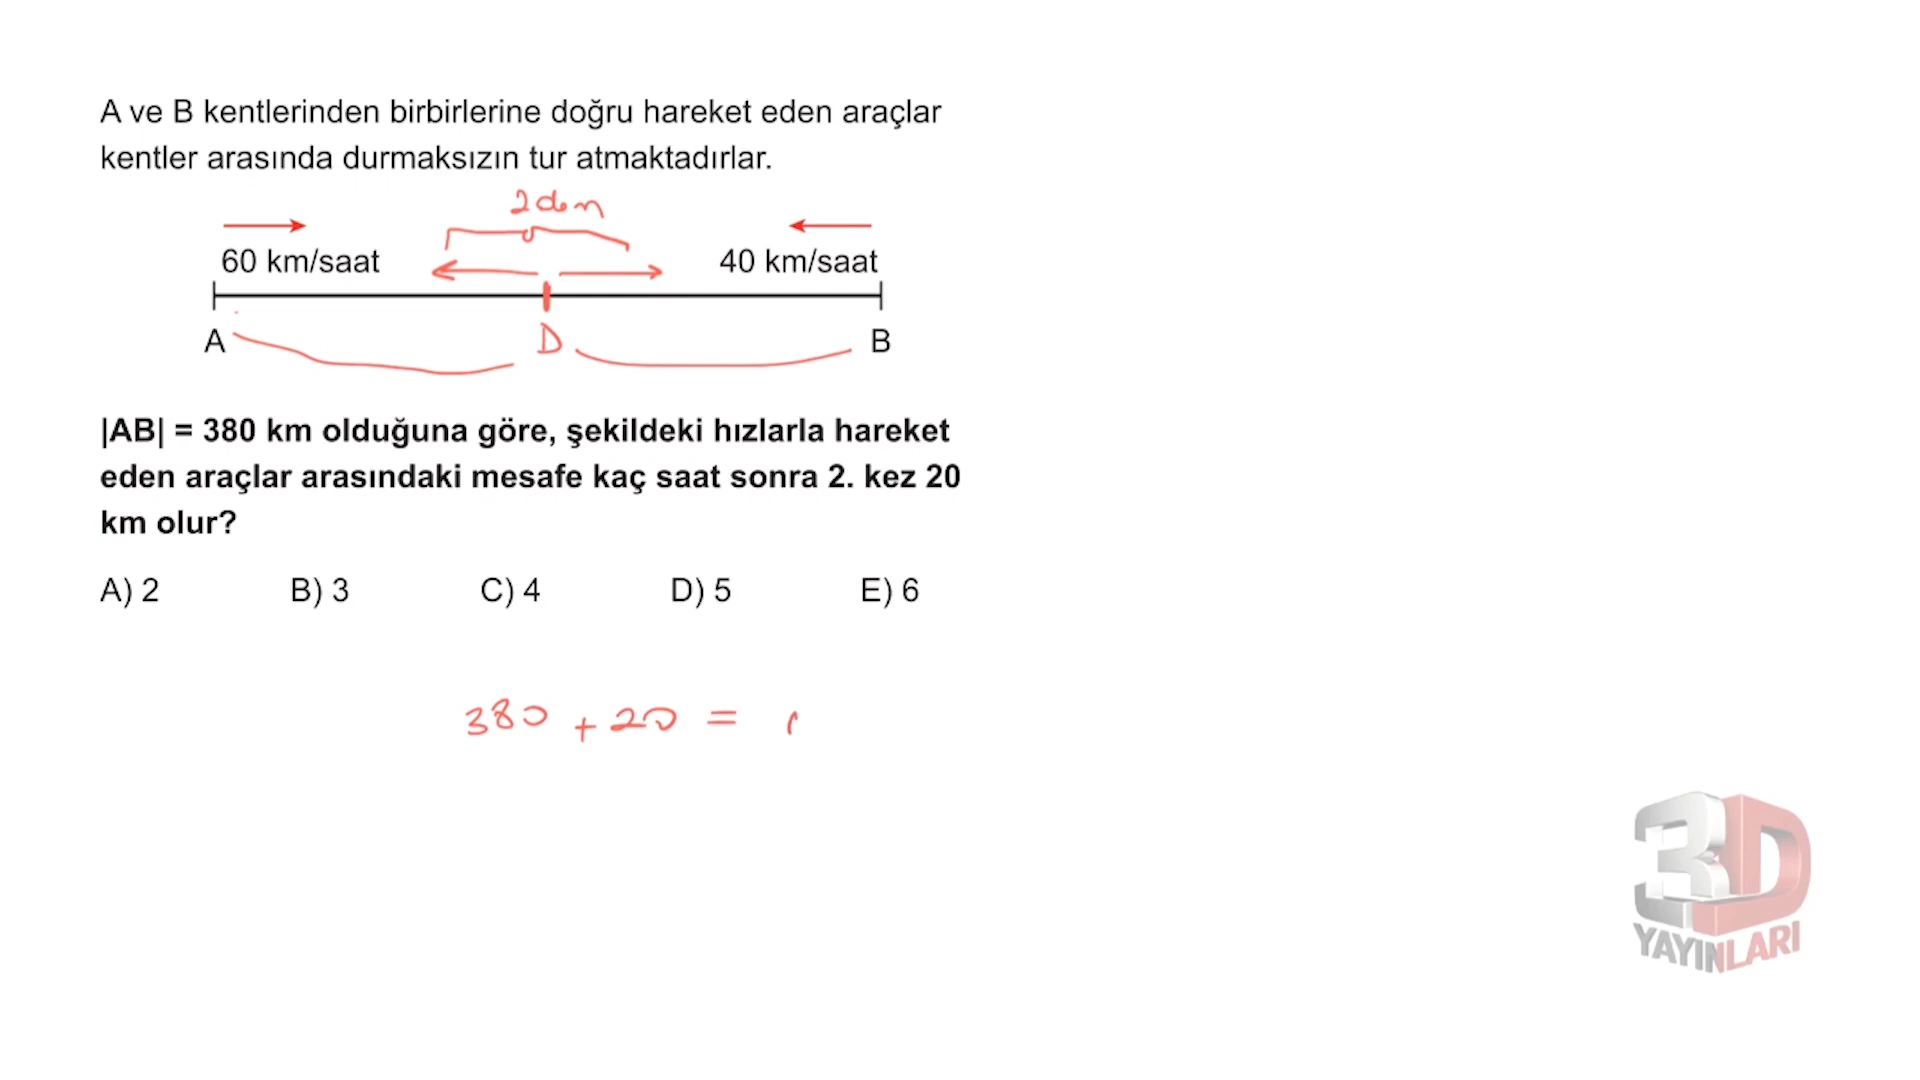 A ve B kentlerinden birbirlerine doğru hareket eden araçlar
kentler arasında durmaksızın tur atmaktadırlar.
60 km/saat
40 km/saat
A
D
B
|AB| = 380 km olduğuna göre, şekildeki hızlarla hareket
eden araçlar arasındaki mesafe kaç saat sonra 2. kez 20
km olur?
A) 2 B) 3 C) 4 D) 5 E) 6
380 + 20 =
3D
YAYINLARI